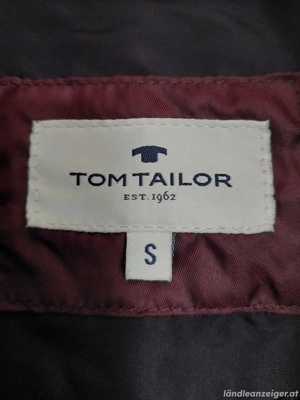 TOM TAILOR
EST. 1962
S
ländleanzeiger.at